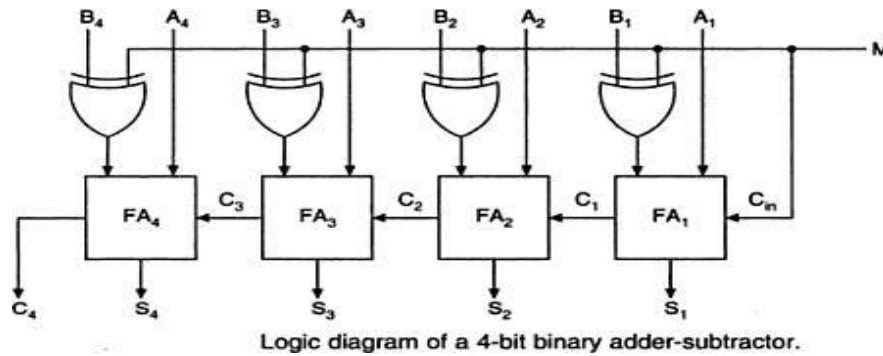 B₄ A₄ B₃ A₃ B₂ A₂ B₁ A₁
M
FA₄ C₃ FA₃ C₂ FA₂ C₁ FA₁ Cin
C₄ S₄ S₃ S₂ S₁
Logic diagram of a 4-bit binary adder-subtractor.